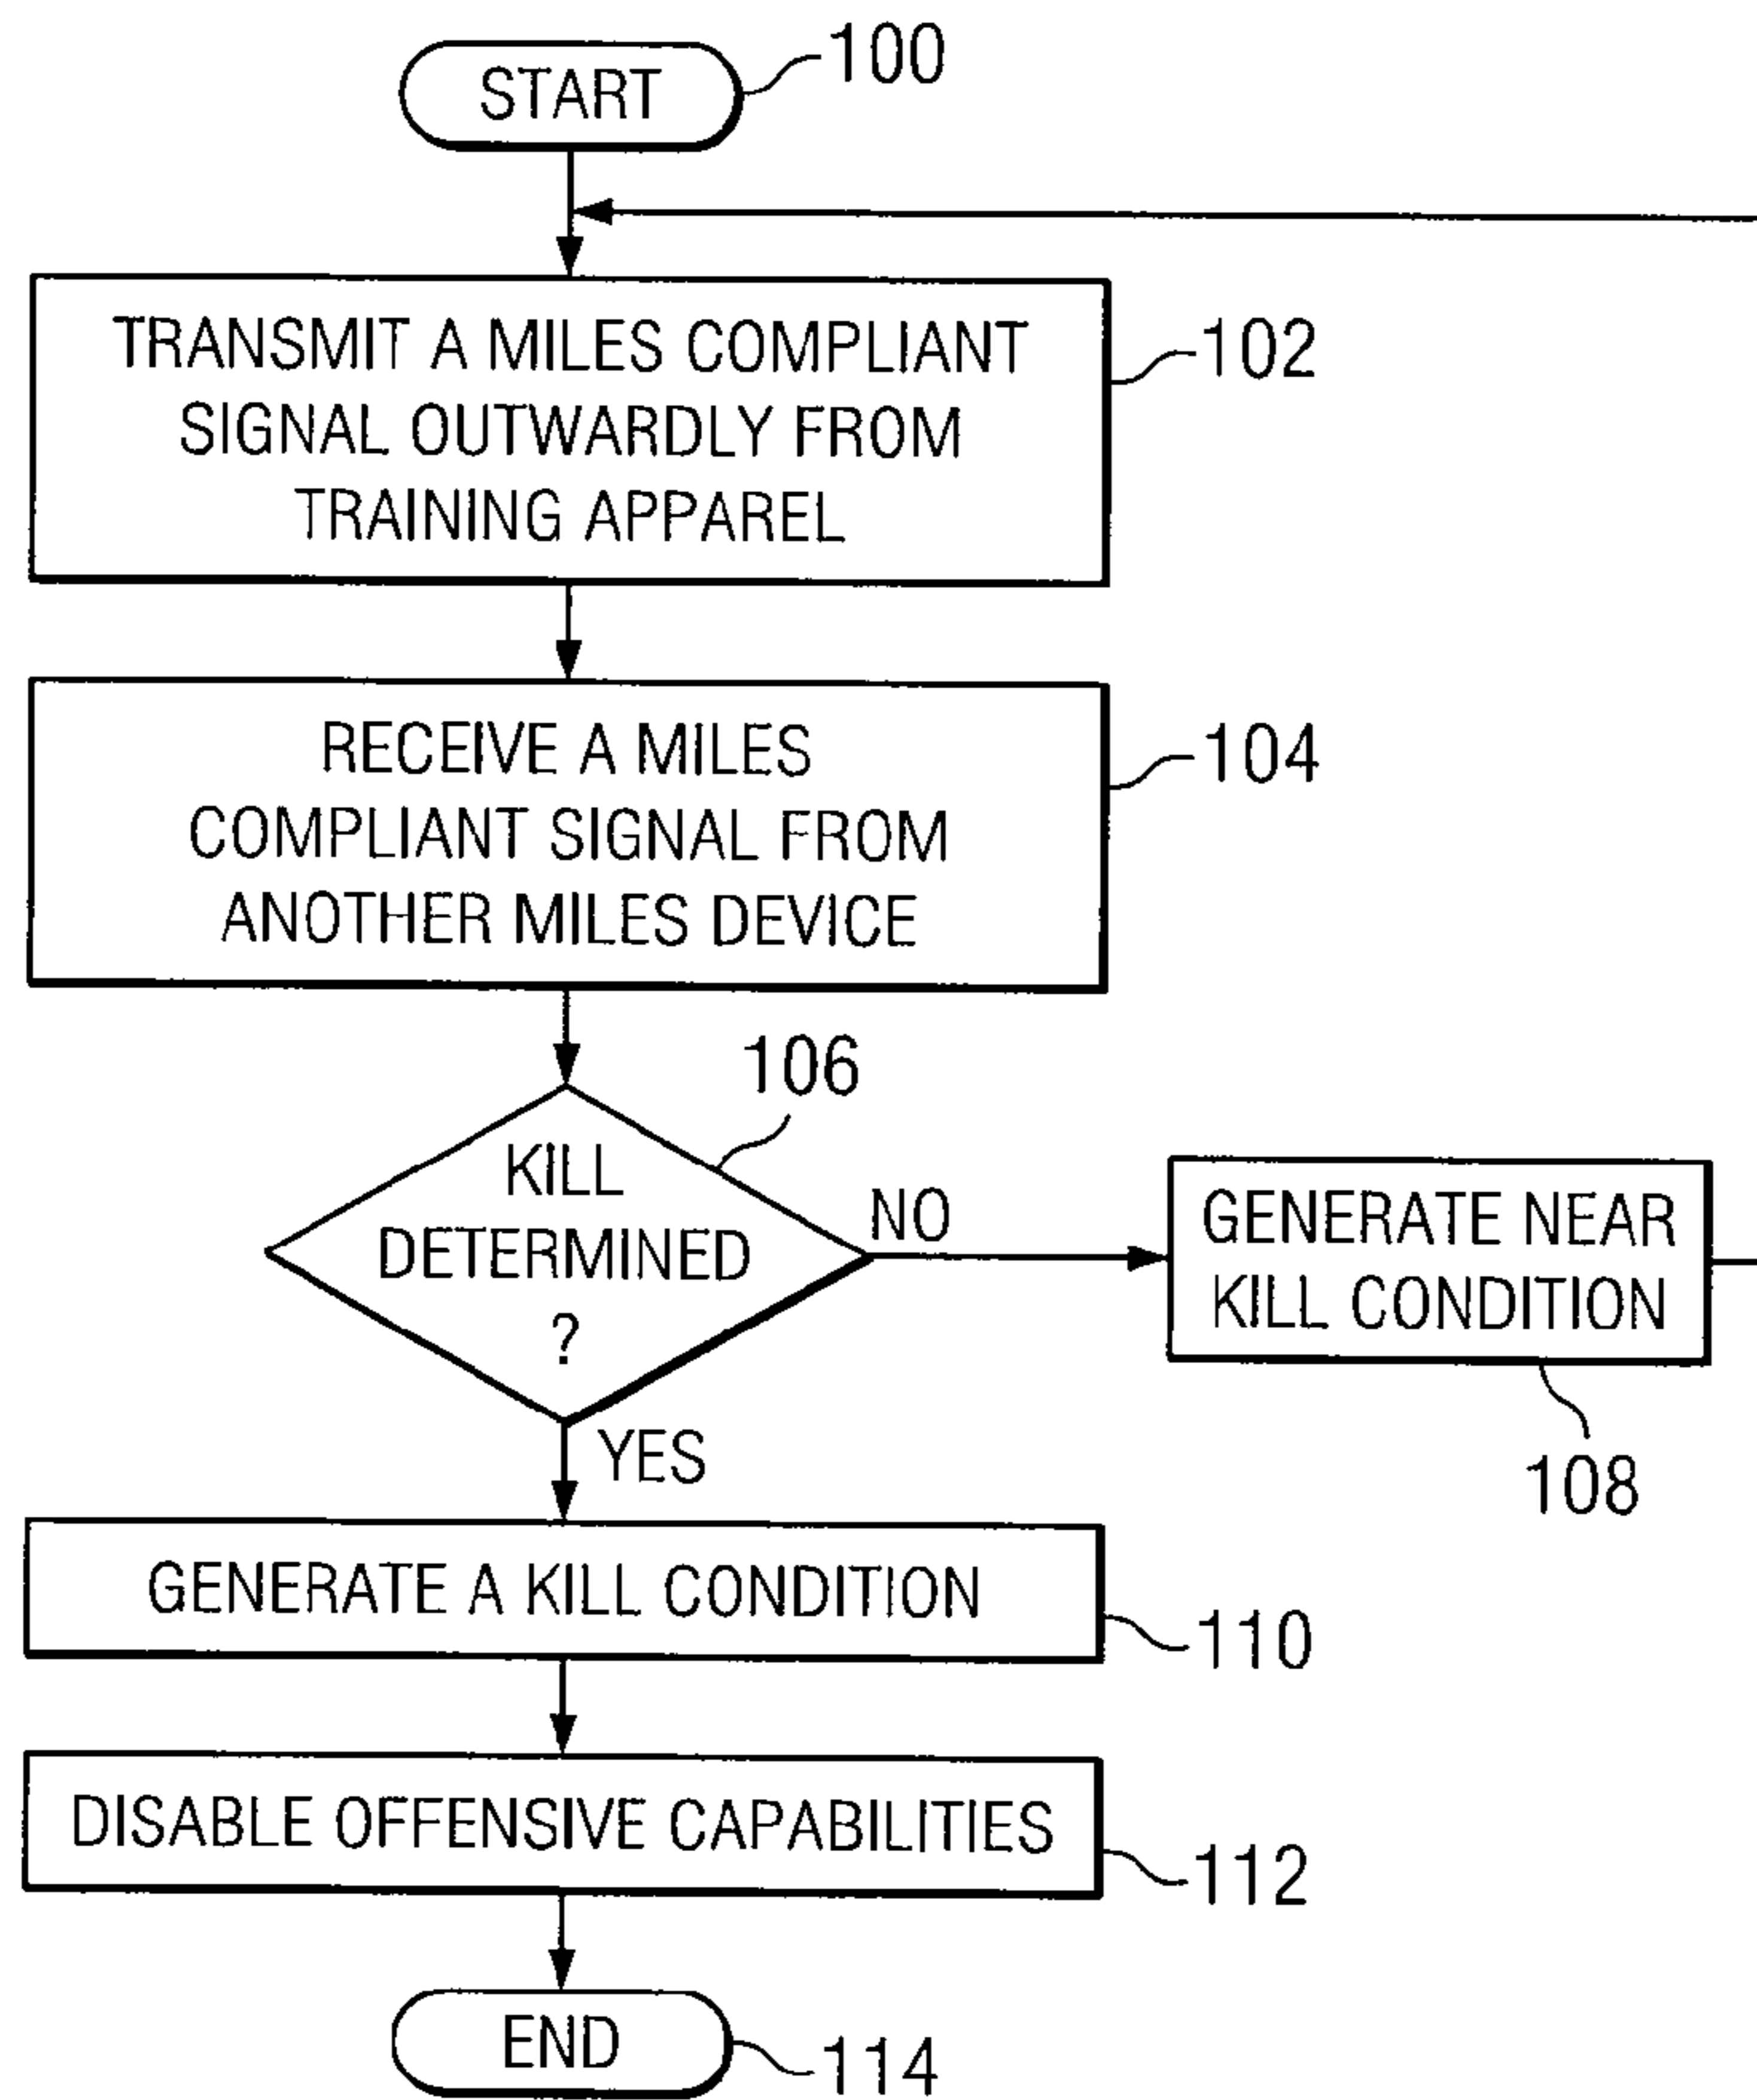 START
100
TRANSMIT A MILES COMPLIANT
SIGNAL OUTWARDLY FROM
TRAINING APPAREL
102
RECEIVE A MILES
COMPLIANT SIGNAL FROM
ANOTHER MILES DEVICE
104
106
KILL
DETERMINED
?
NO
GENERATE NEAR
KILL CONDITION
108
YES
GENERATE A KILL CONDITION
110
DISABLE OFFENSIVE CAPABILITIES
112
END
114